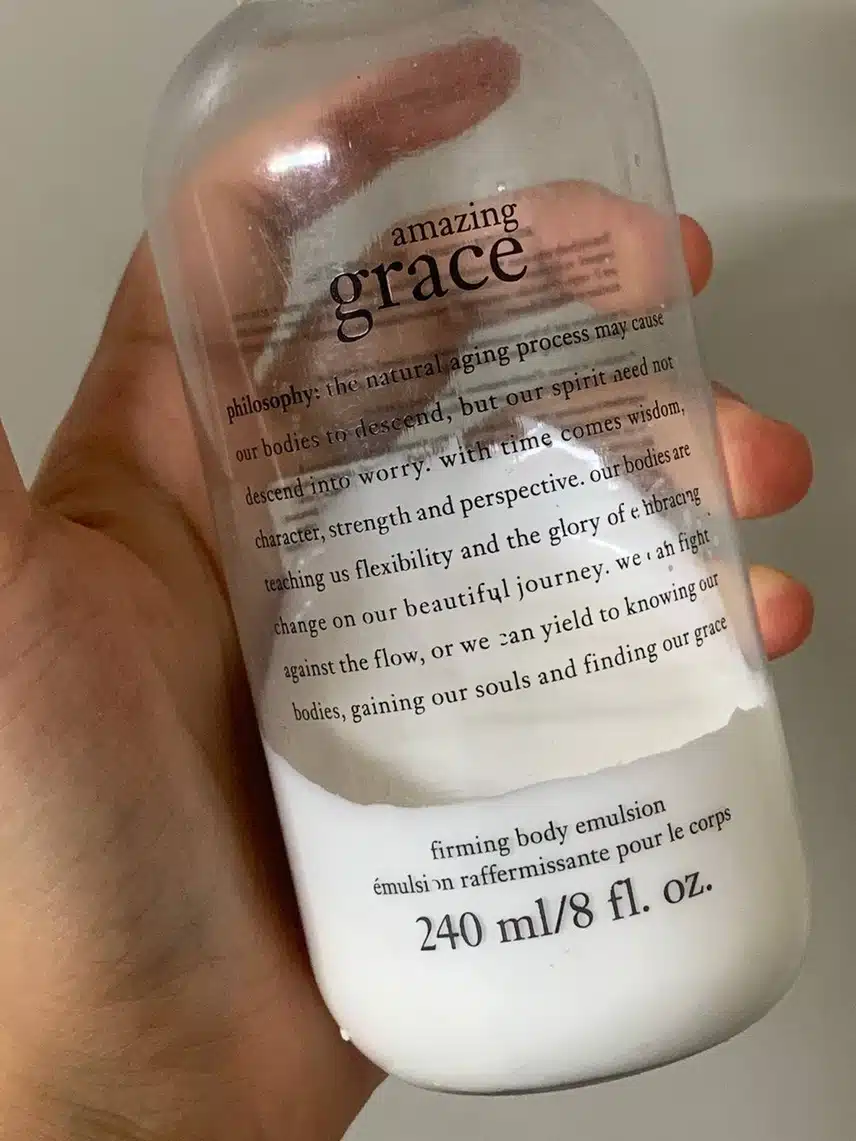 amazing
grace
philosophy: the natural aging process may cause
our bodies to descend, but our spirit need not
descend into worry. with time comes wisdom,
character, strength and perspective. our bodies are
teaching us flexibility and the glory of embracing
change on our beautiful journey. we can fight
against the flow, or we can yield to knowing our
bodies, gaining our souls and finding our grace
firming body emulsion
émulsion raffermissante pour le corps
240 ml/8 fl. oz.